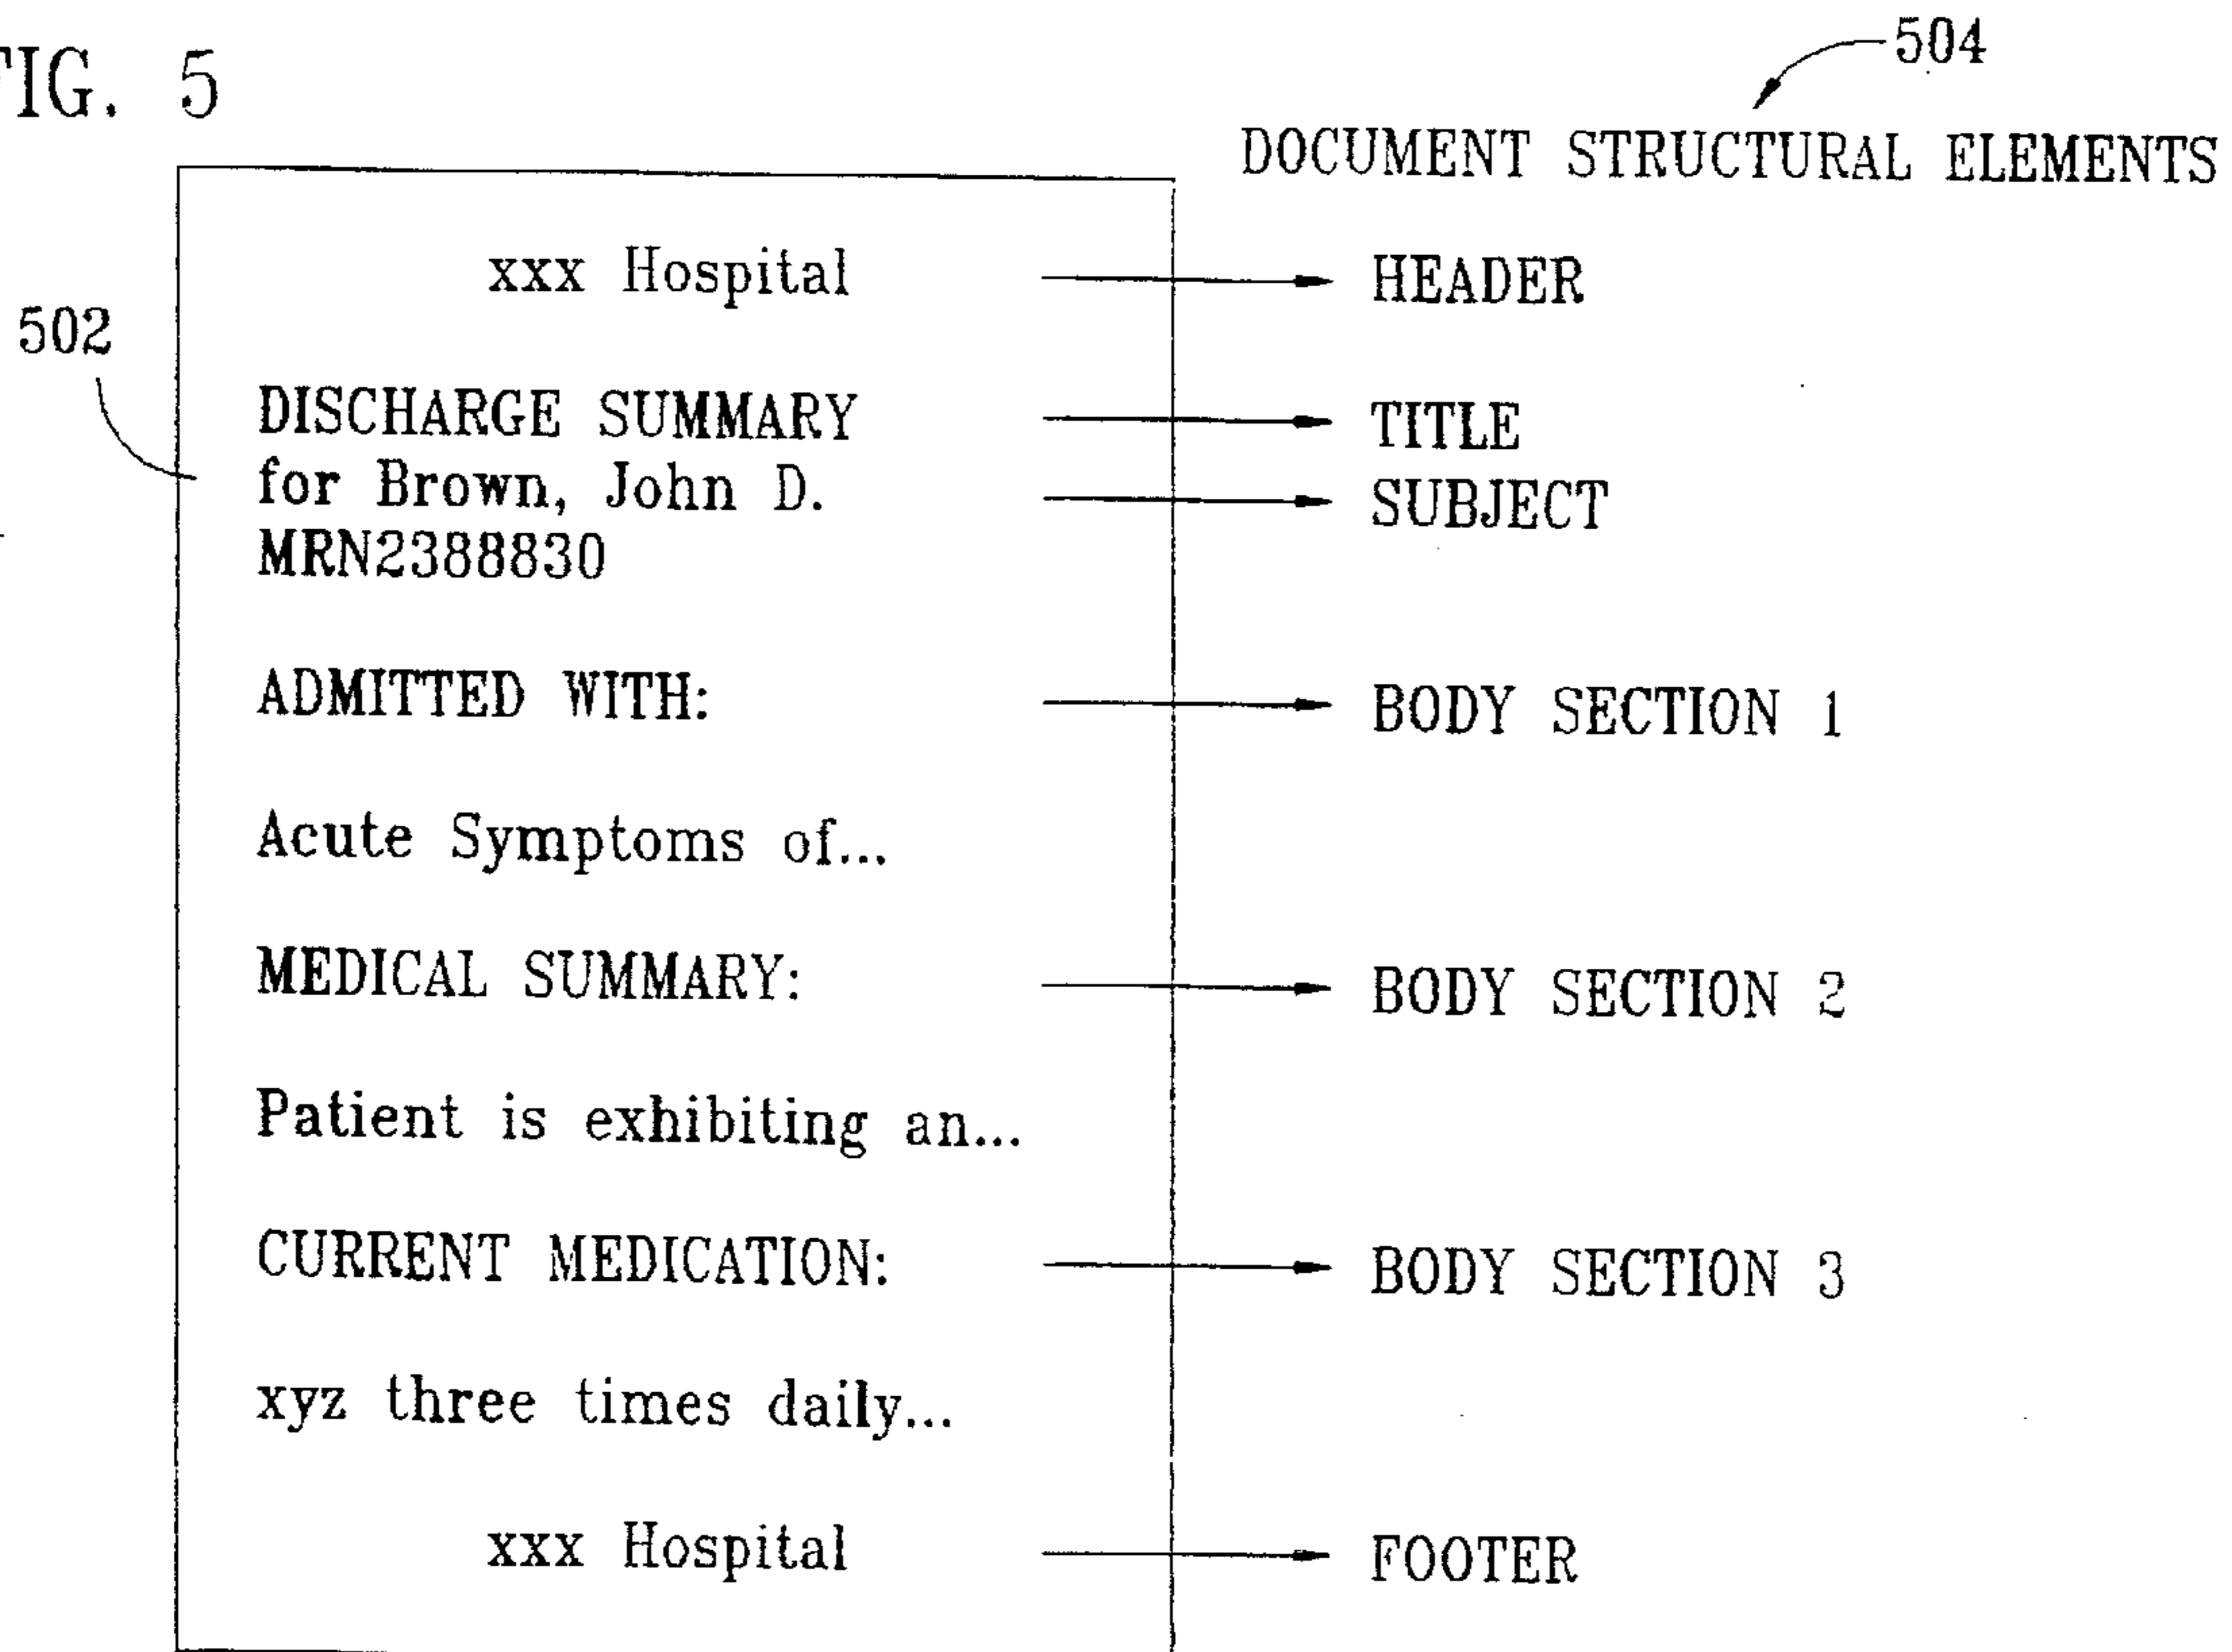 FIG. 5
504
DOCUMENT STRUCTURAL ELEMENTS
xxx Hospital HEADER
502
DISCHARGE SUMMARY TITLE
for Brown, John D. SUBJECT
MRN2388830
ADMITTED WITH: BODY SECTION 1
Acute Symptoms of...
MEDICAL SUMMARY: BODY SECTION 2
Patient is exhibiting an...
CURRENT MEDICATION: BODY SECTION 3
xyz three times daily...
xxx Hospital FOOTER